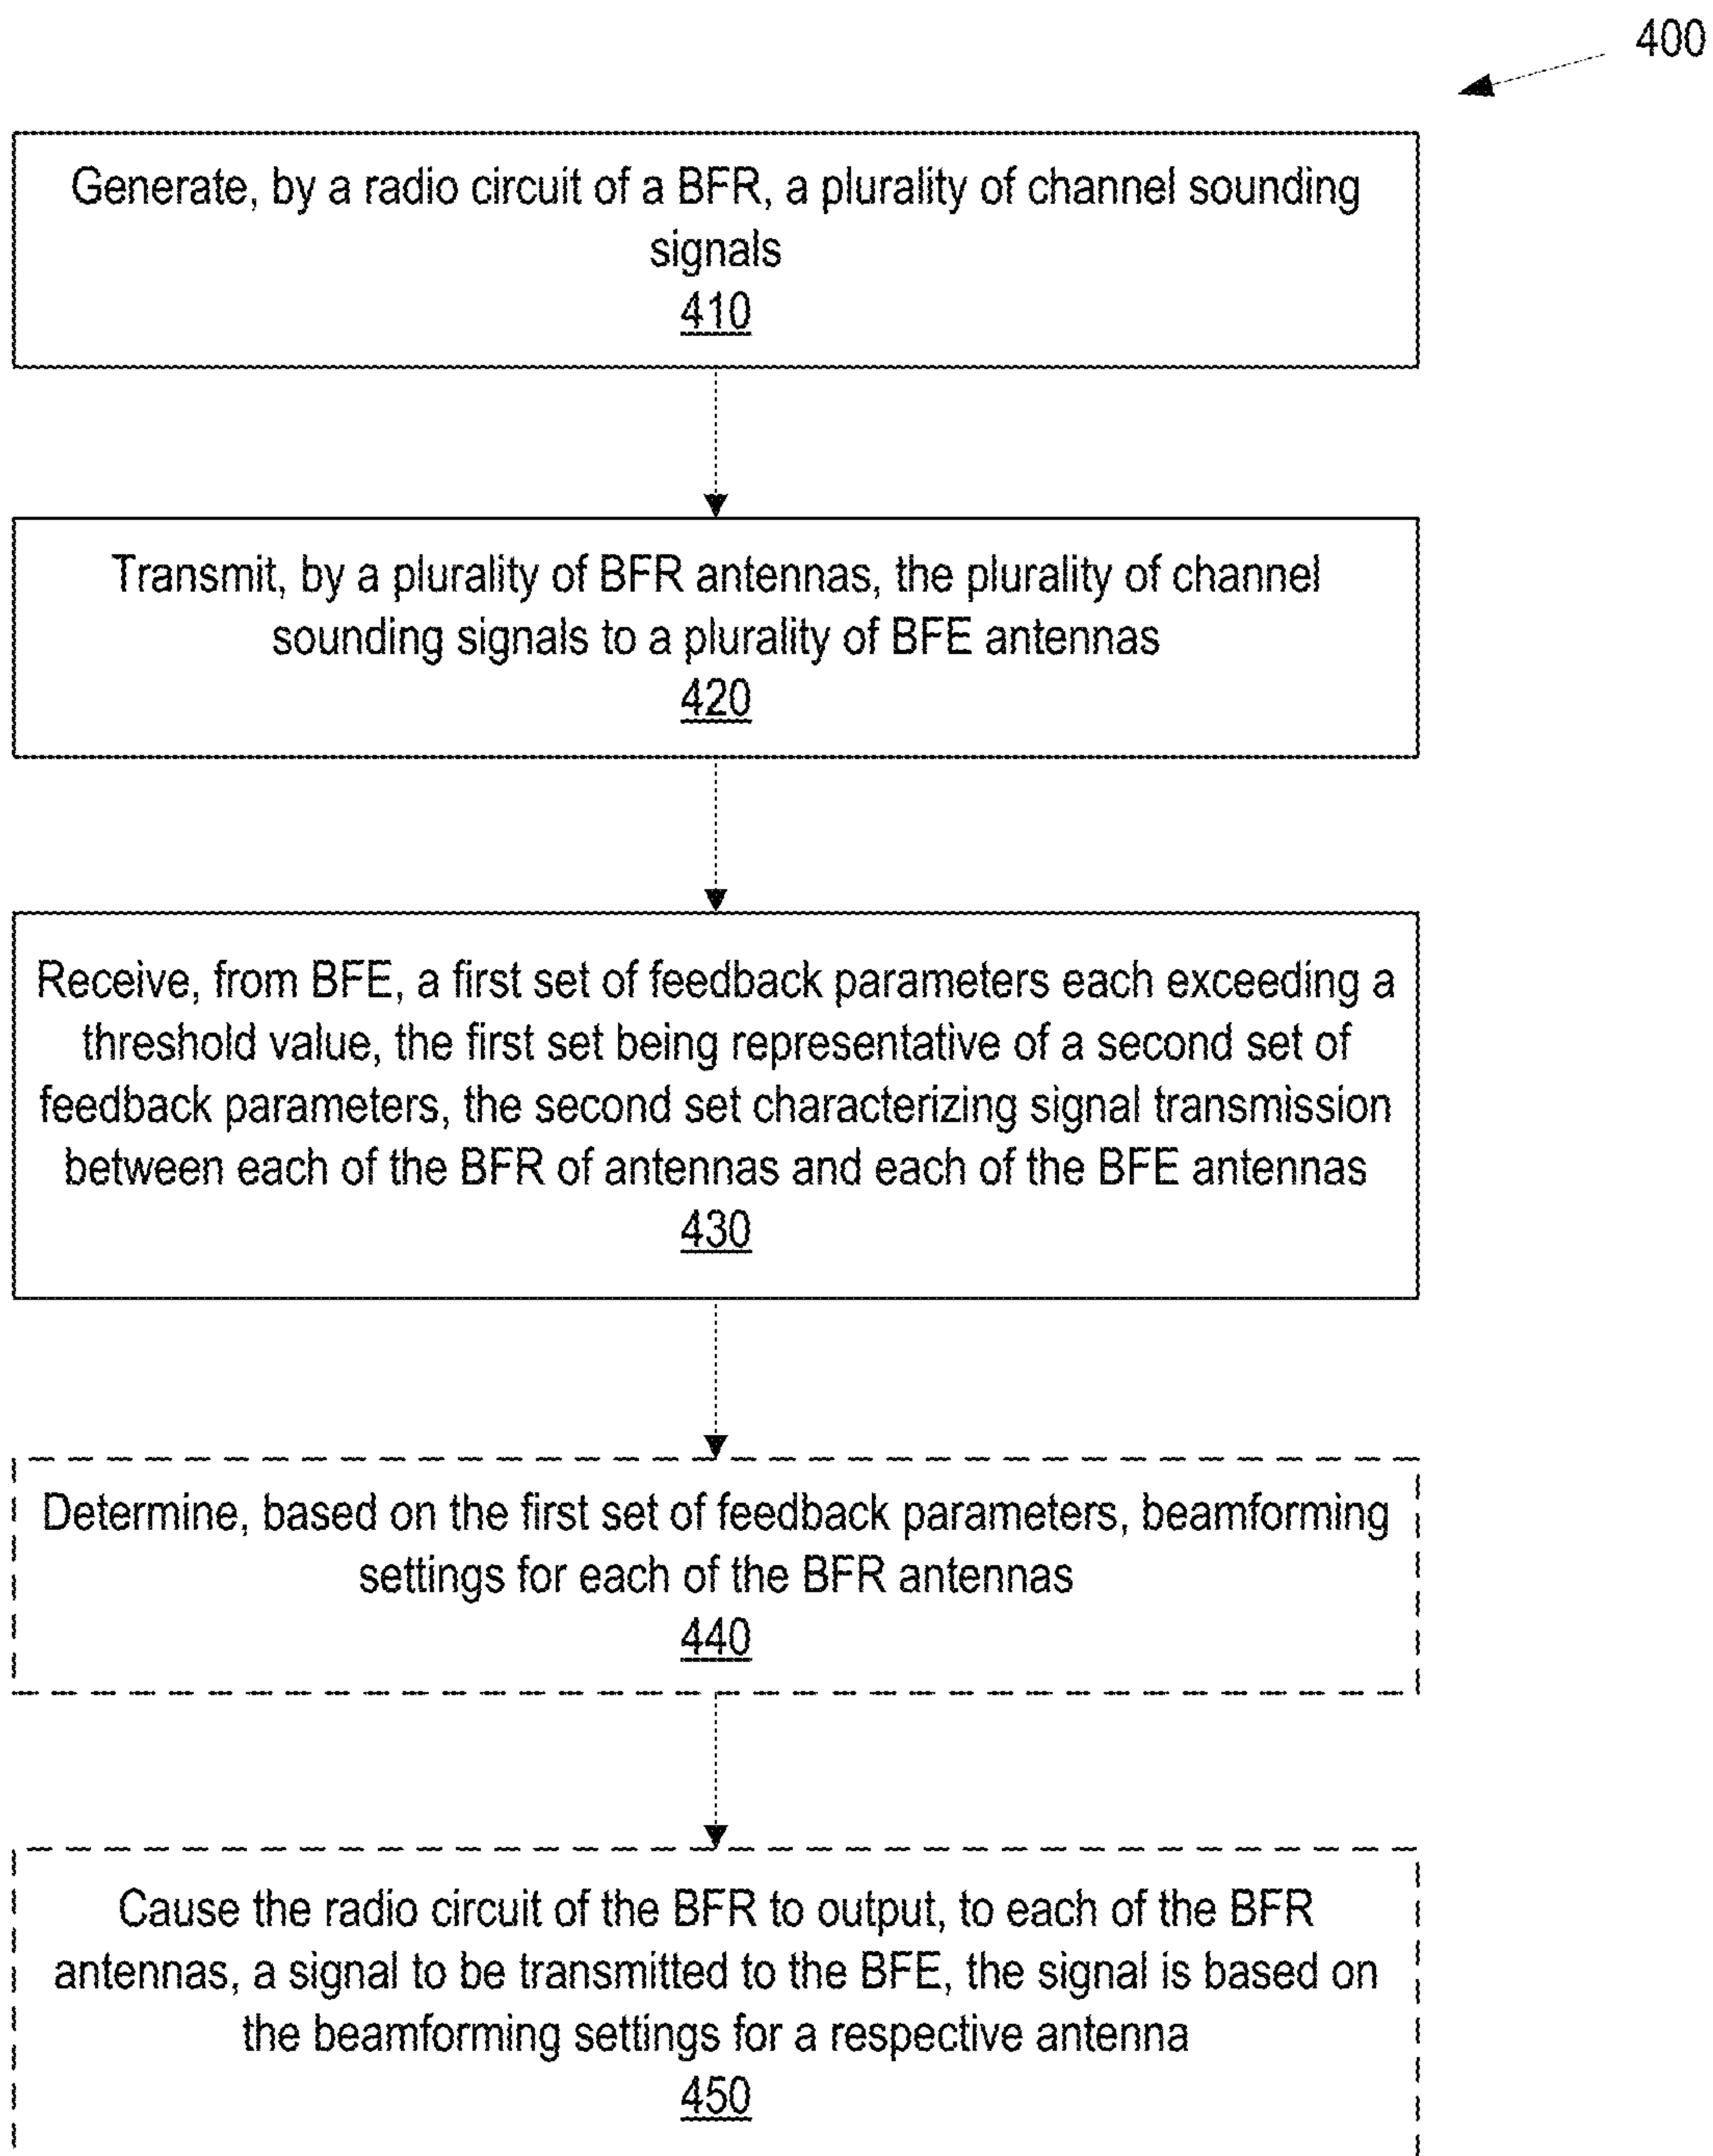 400
Generate, by a radio circuit of a BFR, a plurality of channel sounding
signals
410
Transmit, by a plurality of BFR antennas, the plurality of channel
sounding signals to a plurality of BFE antennas
420
Receive, from BFE, a first set of feedback parameters each exceeding a
threshold value, the first set being representative of a second set of
feedback parameters, the second set characterizing signal transmission
between each of the BFR of antennas and each of the BFE antennas
430
Determine, based on the first set of feedback parameters, beamforming
settings for each of the BFR antennas
440
Cause the radio circuit of the BFR to output, to each of the BFR
antennas, a signal to be transmitted to the BFE, the signal is based on
the beamforming settings for a respective antenna
450